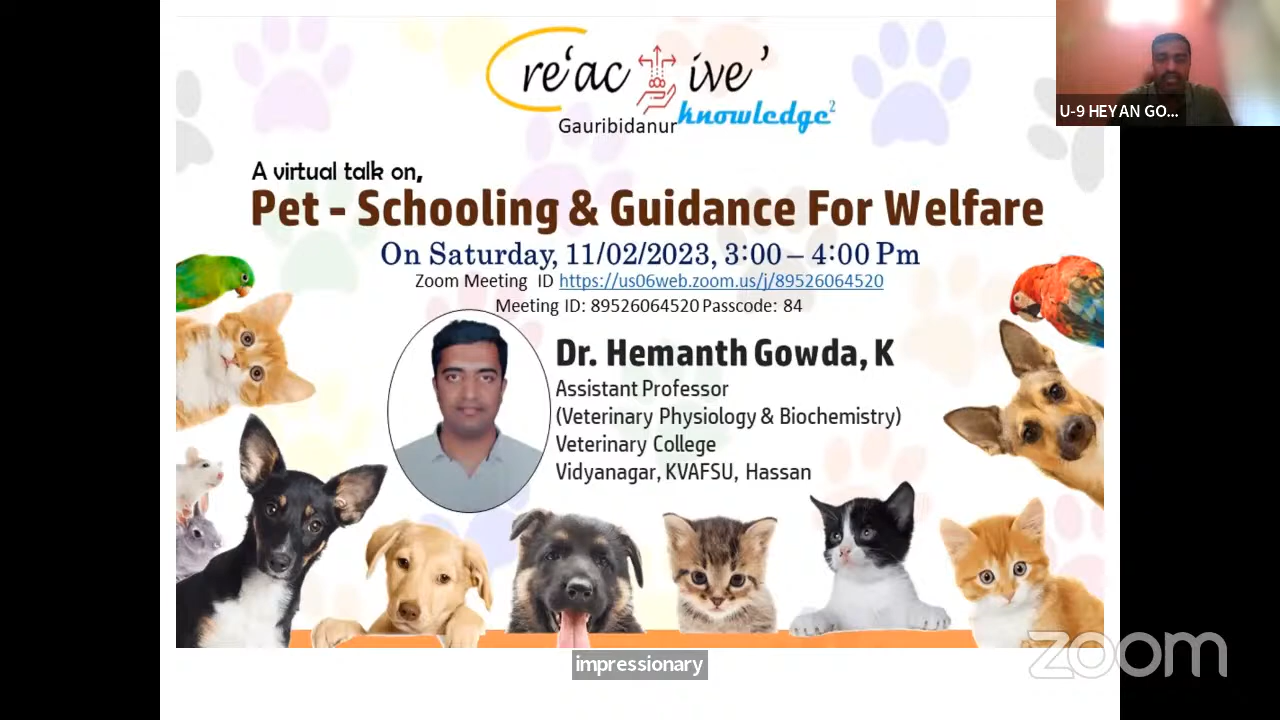 re‘ac ive’
knowledge2
Gauribidanur
U-9 HEYAN GO...
A virtual talk on,
Pet - Schooling & Guidance For Welfare
On Saturday, 11/02/2023, 3:00 – 4:00 Pm
Zoom Meeting ID https://us06web.zoom.us/j/89526064520
Meeting ID: 89526064520 Passcode: 84
Dr. Hemanth Gowda, K
Assistant Professor
(Veterinary Physiology & Biochemistry)
Veterinary College
Vidyanagar, KVAFSU, Hassan
zoom
impressionary